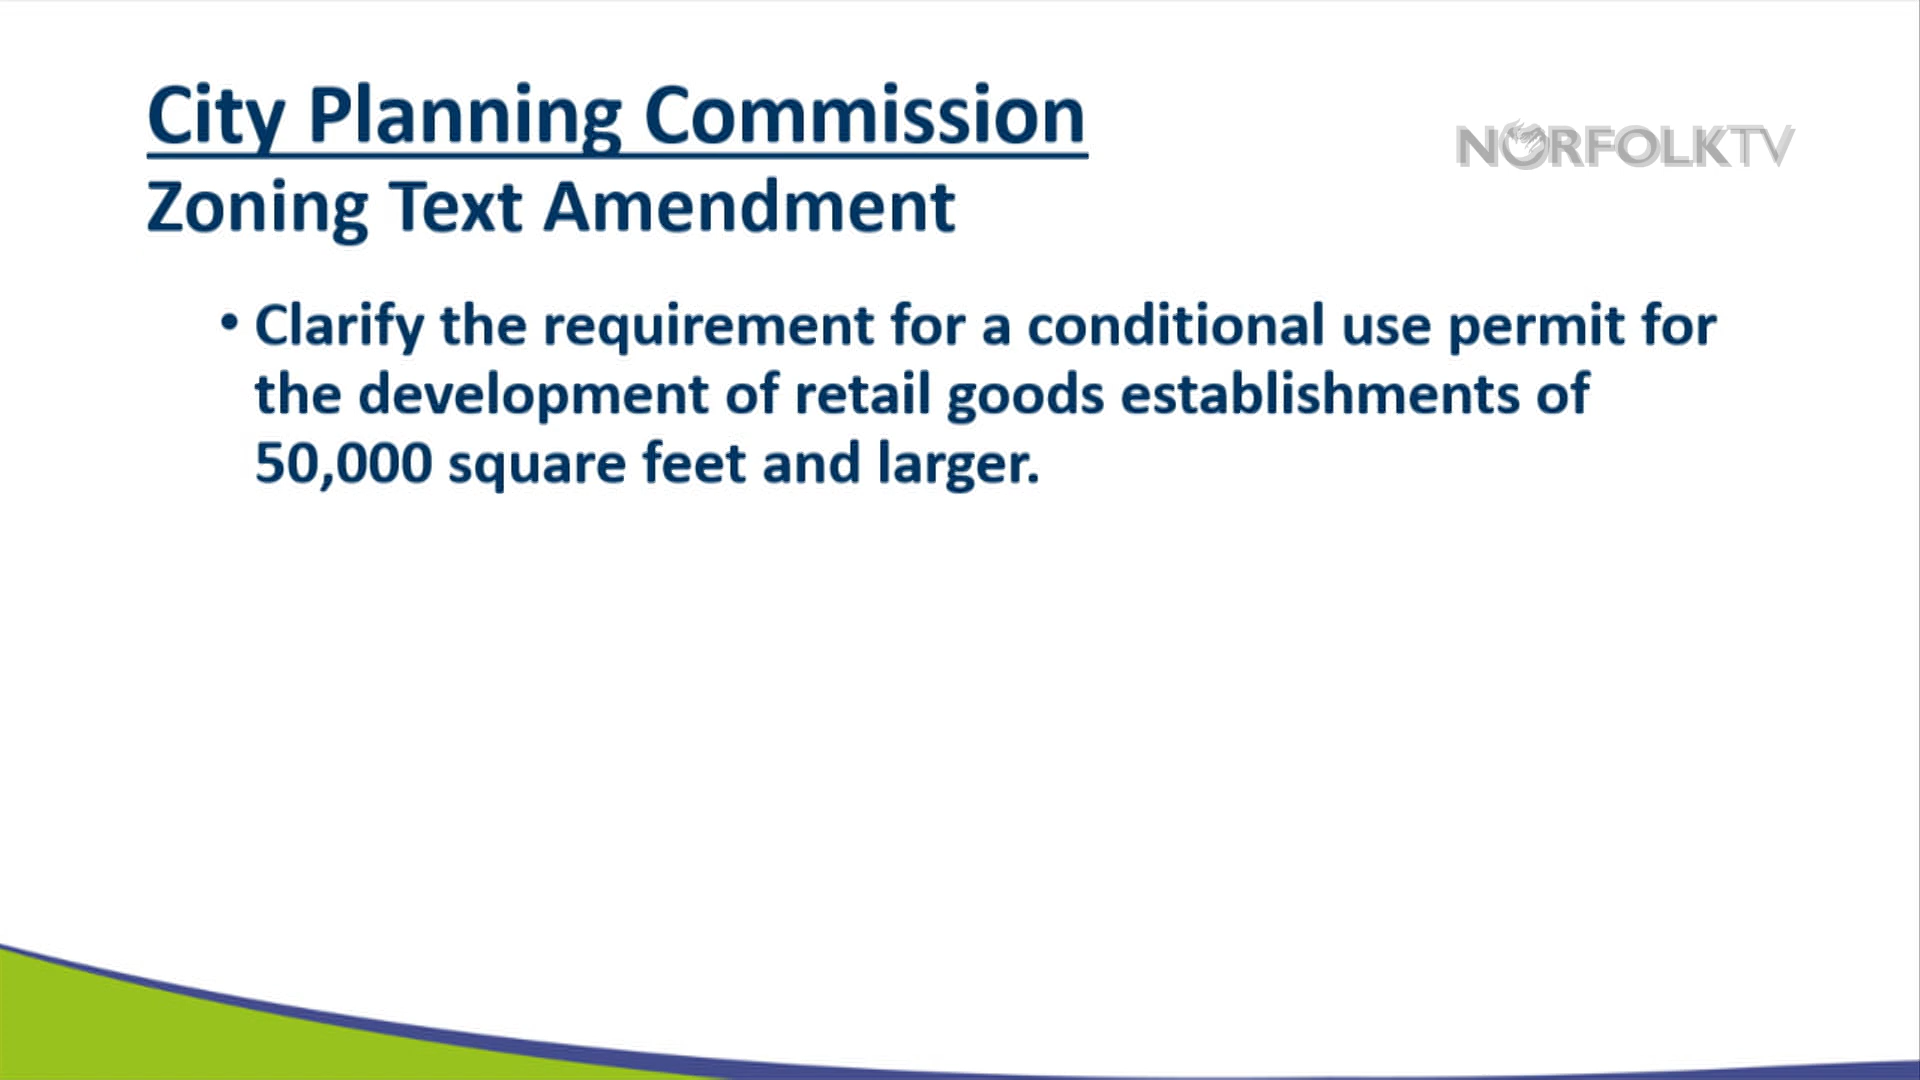 City Planning Commission
NORFOLKTV
Zoning Text Amendment
• Clarify the requirement for a conditional use permit for
the development of retail goods establishments of
50,000 square feet and larger.